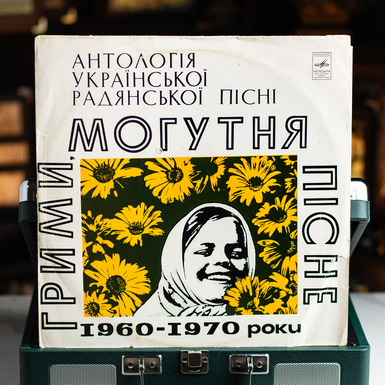 АНТОЛОГІЯ
УКРАЇНСЬКОЇ
РАДЯНСЬКОЇ ПІСНІ
ГРИМИ,
МОГУТНЯ
ПІСНЕ
1960-1970 роки